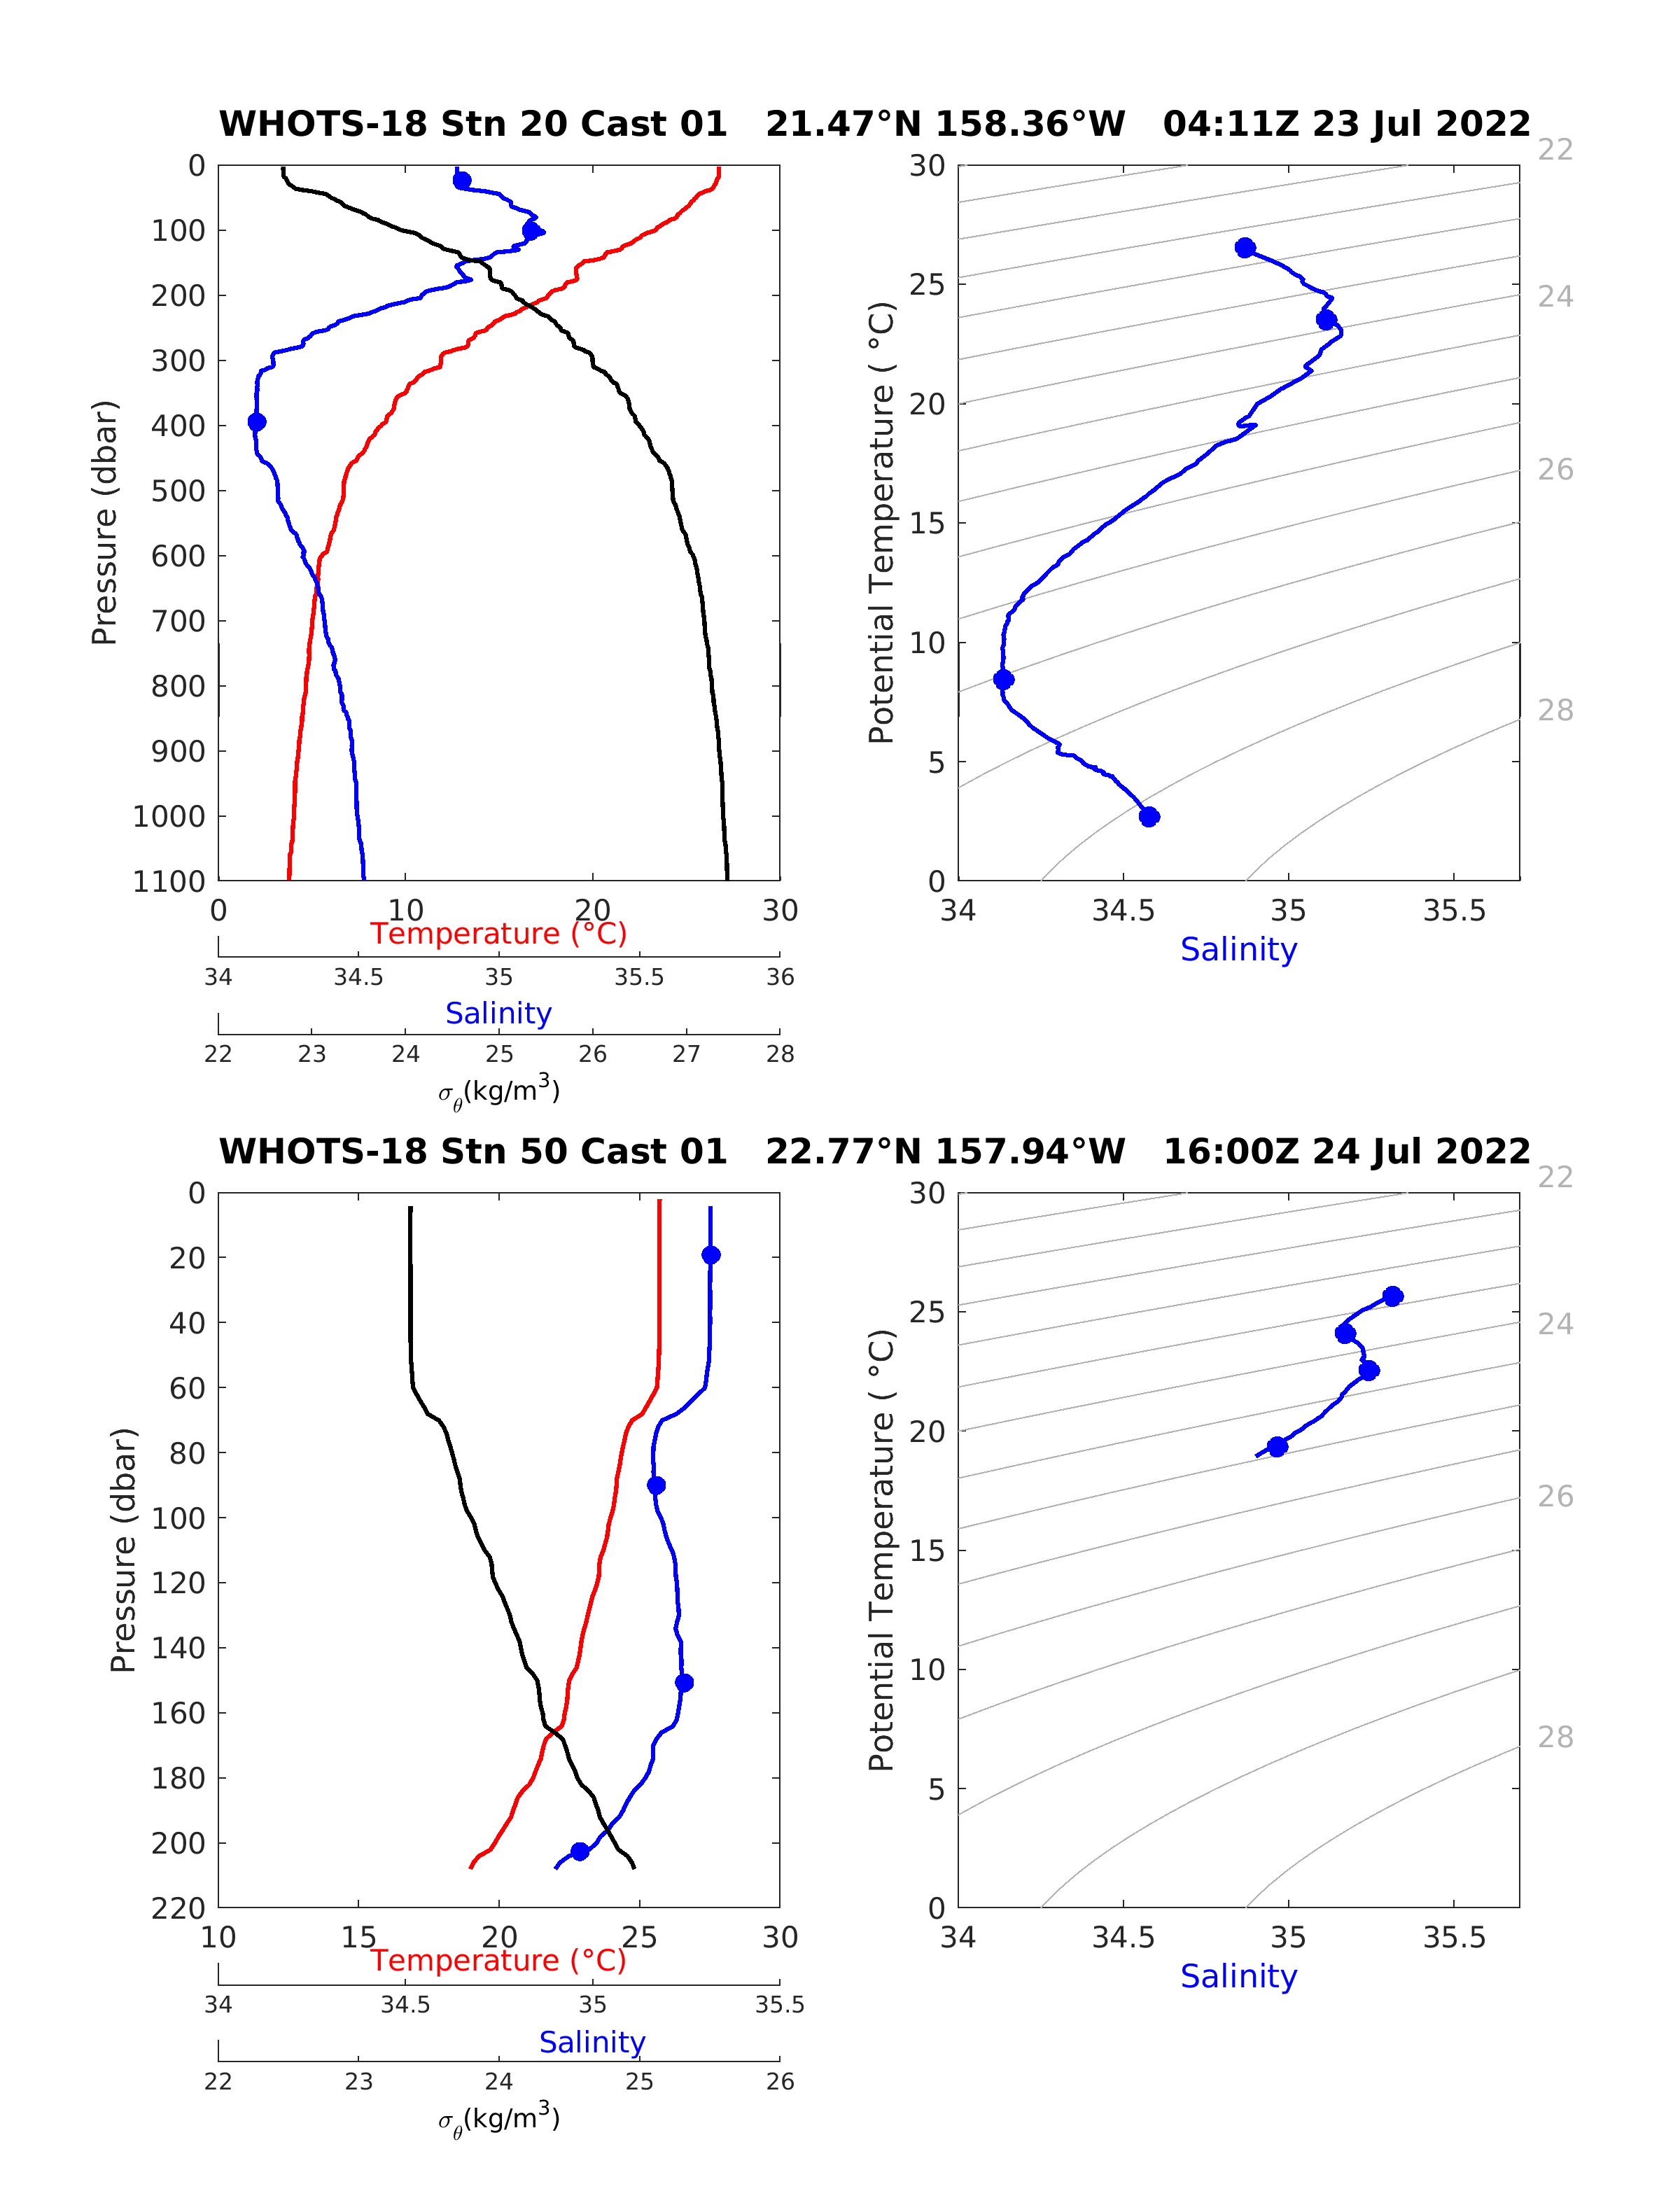 WHOTS-18 Stn 20 Cast 01   21.47°N 158.36°W   04:11Z 23 Jul 2022
0
100
200
300
400
500
600
700
800
900
1000
1100
Pressure (dbar)
0 10 20 30
Temperature (°C)
34 34.5 35 35.5 36
Salinity
22 23 24 25 26 27 28
σθ(kg/m3)
30
25
20
15
10
5
0
Potential Temperature ( °C)
34 34.5 35 35.5
Salinity
22
24
26
28
WHOTS-18 Stn 50 Cast 01   22.77°N 157.94°W   16:00Z 24 Jul 2022
0
20
40
60
80
100
120
140
160
180
200
220
Pressure (dbar)
10 15 20 25 30
Temperature (°C)
34 34.5 35 35.5
Salinity
22 23 24 25 26
σθ(kg/m3)
30
25
20
15
10
5
0
Potential Temperature ( °C)
34 34.5 35 35.5
Salinity
22
24
26
28